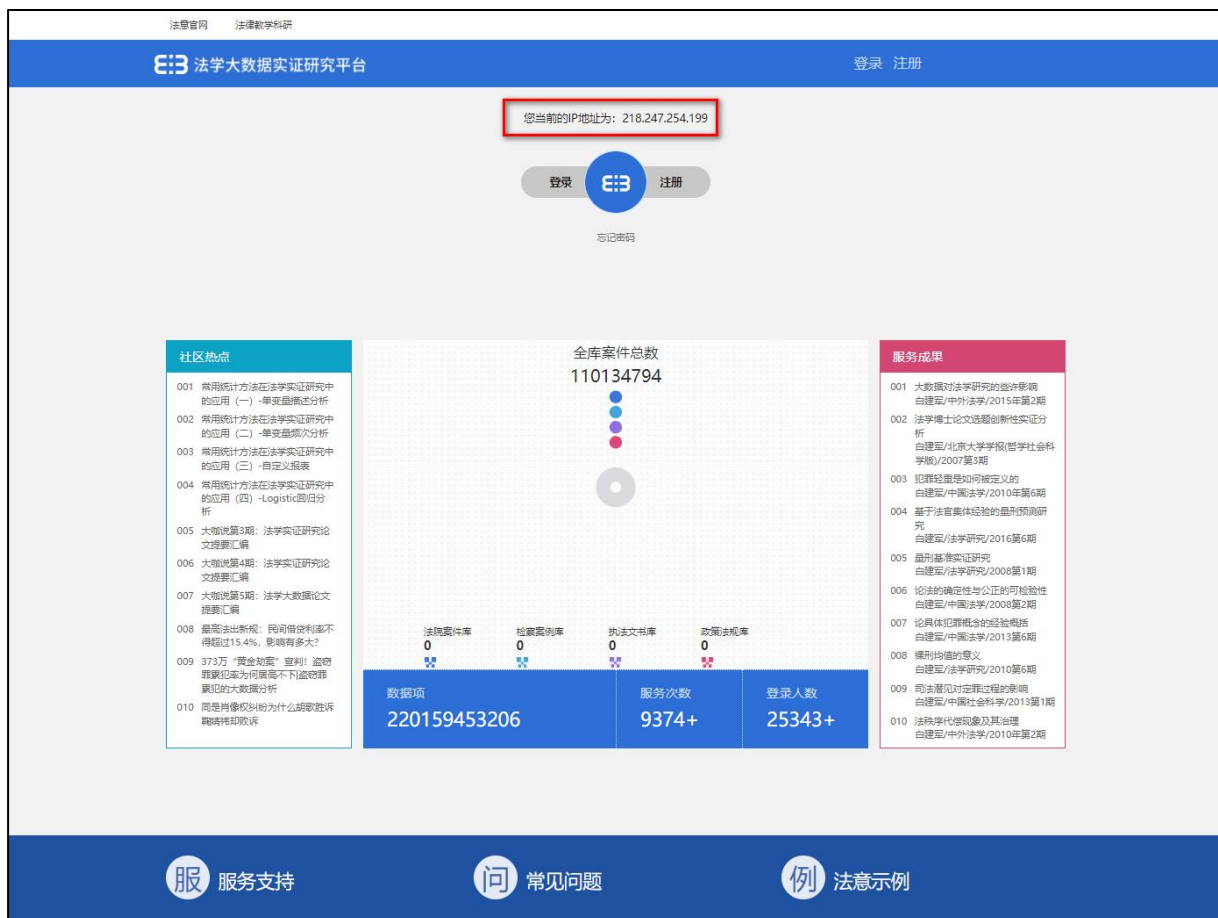 法意官网 法律教学科研
法学大数据实证研究平台 登录 注册
您当前的IP地址为：218.247.254.199
登录 注册
忘记密码
社区热点
001 常用统计方法在法学实证研究中
的应用（一）-单变量描述分析
002 常用统计方法在法学实证研究中
的应用（二）-单变量频次分析
003 常用统计方法在法学实证研究中
的应用（三）-自定义报表
004 常用统计方法在法学实证研究中
的应用（四）-Logistic回归分
析
005 大咖说第3期：法学实证研究论
文提要汇编
006 大咖说第4期：法学实证研究论
文提要汇编
007 大咖说第5期：法学大数据论文
提要汇编
008 最高法出新规：民间借贷利率不
得超过15.4%，影响有多大？
009 373万“黄金劫案”宣判！盗窃
罪累犯率为何居高不下|盗窃罪
累犯的大数据分析
010 同是肖像权纠纷为什么胡歌胜诉
鞠婧祎却败诉
全库案件总数
110134794
法院案件库 检察案例库 执法文书库 政策法规库
0 0 0 0
数据项 服务次数 登录人数
220159453206 9374+ 25343+
服务成果
001 大数据对法学研究的些许影响
白建军/中外法学/2015年第2期
002 法学博士论文选题创新性实证分
析
白建军/北京大学学报(哲学社会科
学版)/2007第3期
003 犯罪轻重是如何被定义的
白建军/中国法学/2010年第6期
004 基于法官集体经验的量刑预测研
究
白建军/法学研究/2016第6期
005 量刑基准实证研究
白建军/法学研究/2008第1期
006 论法的确定性与公正的可检验性
白建军/中国法学/2008第2期
007 论具体犯罪概念的经验概括
白建军/中国法学/2013第6期
008 裸刑均值的意义
白建军/法学研究/2010第6期
009 司法潜见对定罪过程的影响
白建军/中国社会科学/2013第1期
010 法秩序代偿现象及其治理
白建军/中外法学/2010年第2期
服 服务支持 问 常见问题 例 法意示例